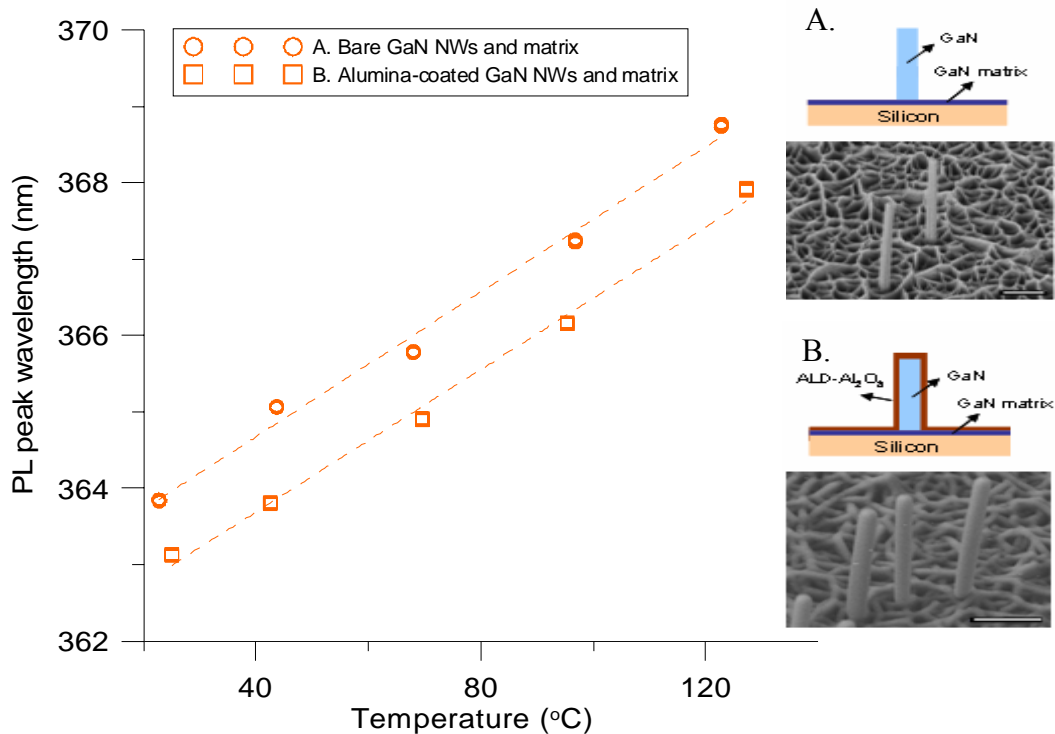 370
368
366
364
362
PL peak wavelength (nm)
A. Bare GaN NWs and matrix
B. Alumina-coated GaN NWs and matrix
40
80
120
Temperature (°C)
A.
GaN
GaN matrix
Silicon
B.
ALD-Al₂O₃
GaN
GaN matrix
Silicon